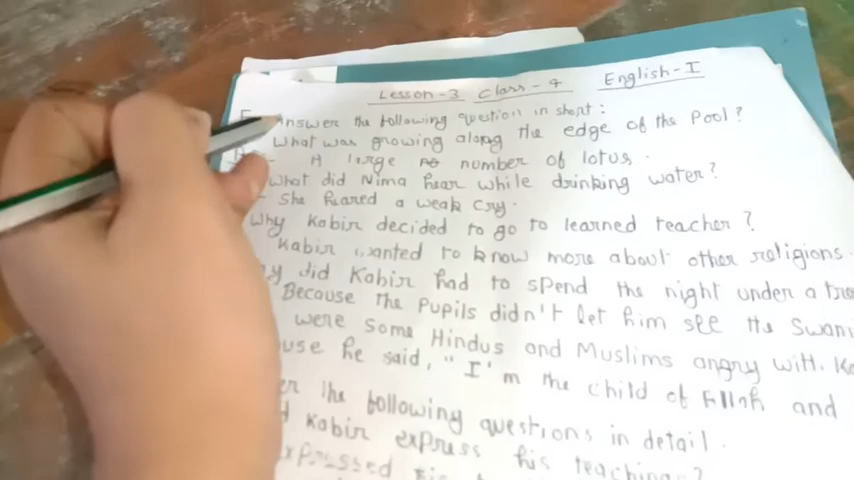 Lesson-3 Class-4 English-I
Answer the following question in short:
What was growing along the edge of the Pool?
A large no number of lotus.
What did Nima hear while drinking water?
She heared a weak cry.
Why Kabir decided to go to learned teacher?
Kabir wanted to know more about other religions.
did Kabir had to spend the night under a
Because the Pupils didn't let him see the Swami
were some Hindus and Muslims angry with
he said, "I'm the child of Allah and
the following questions in detail.
Kabir express his teaching?